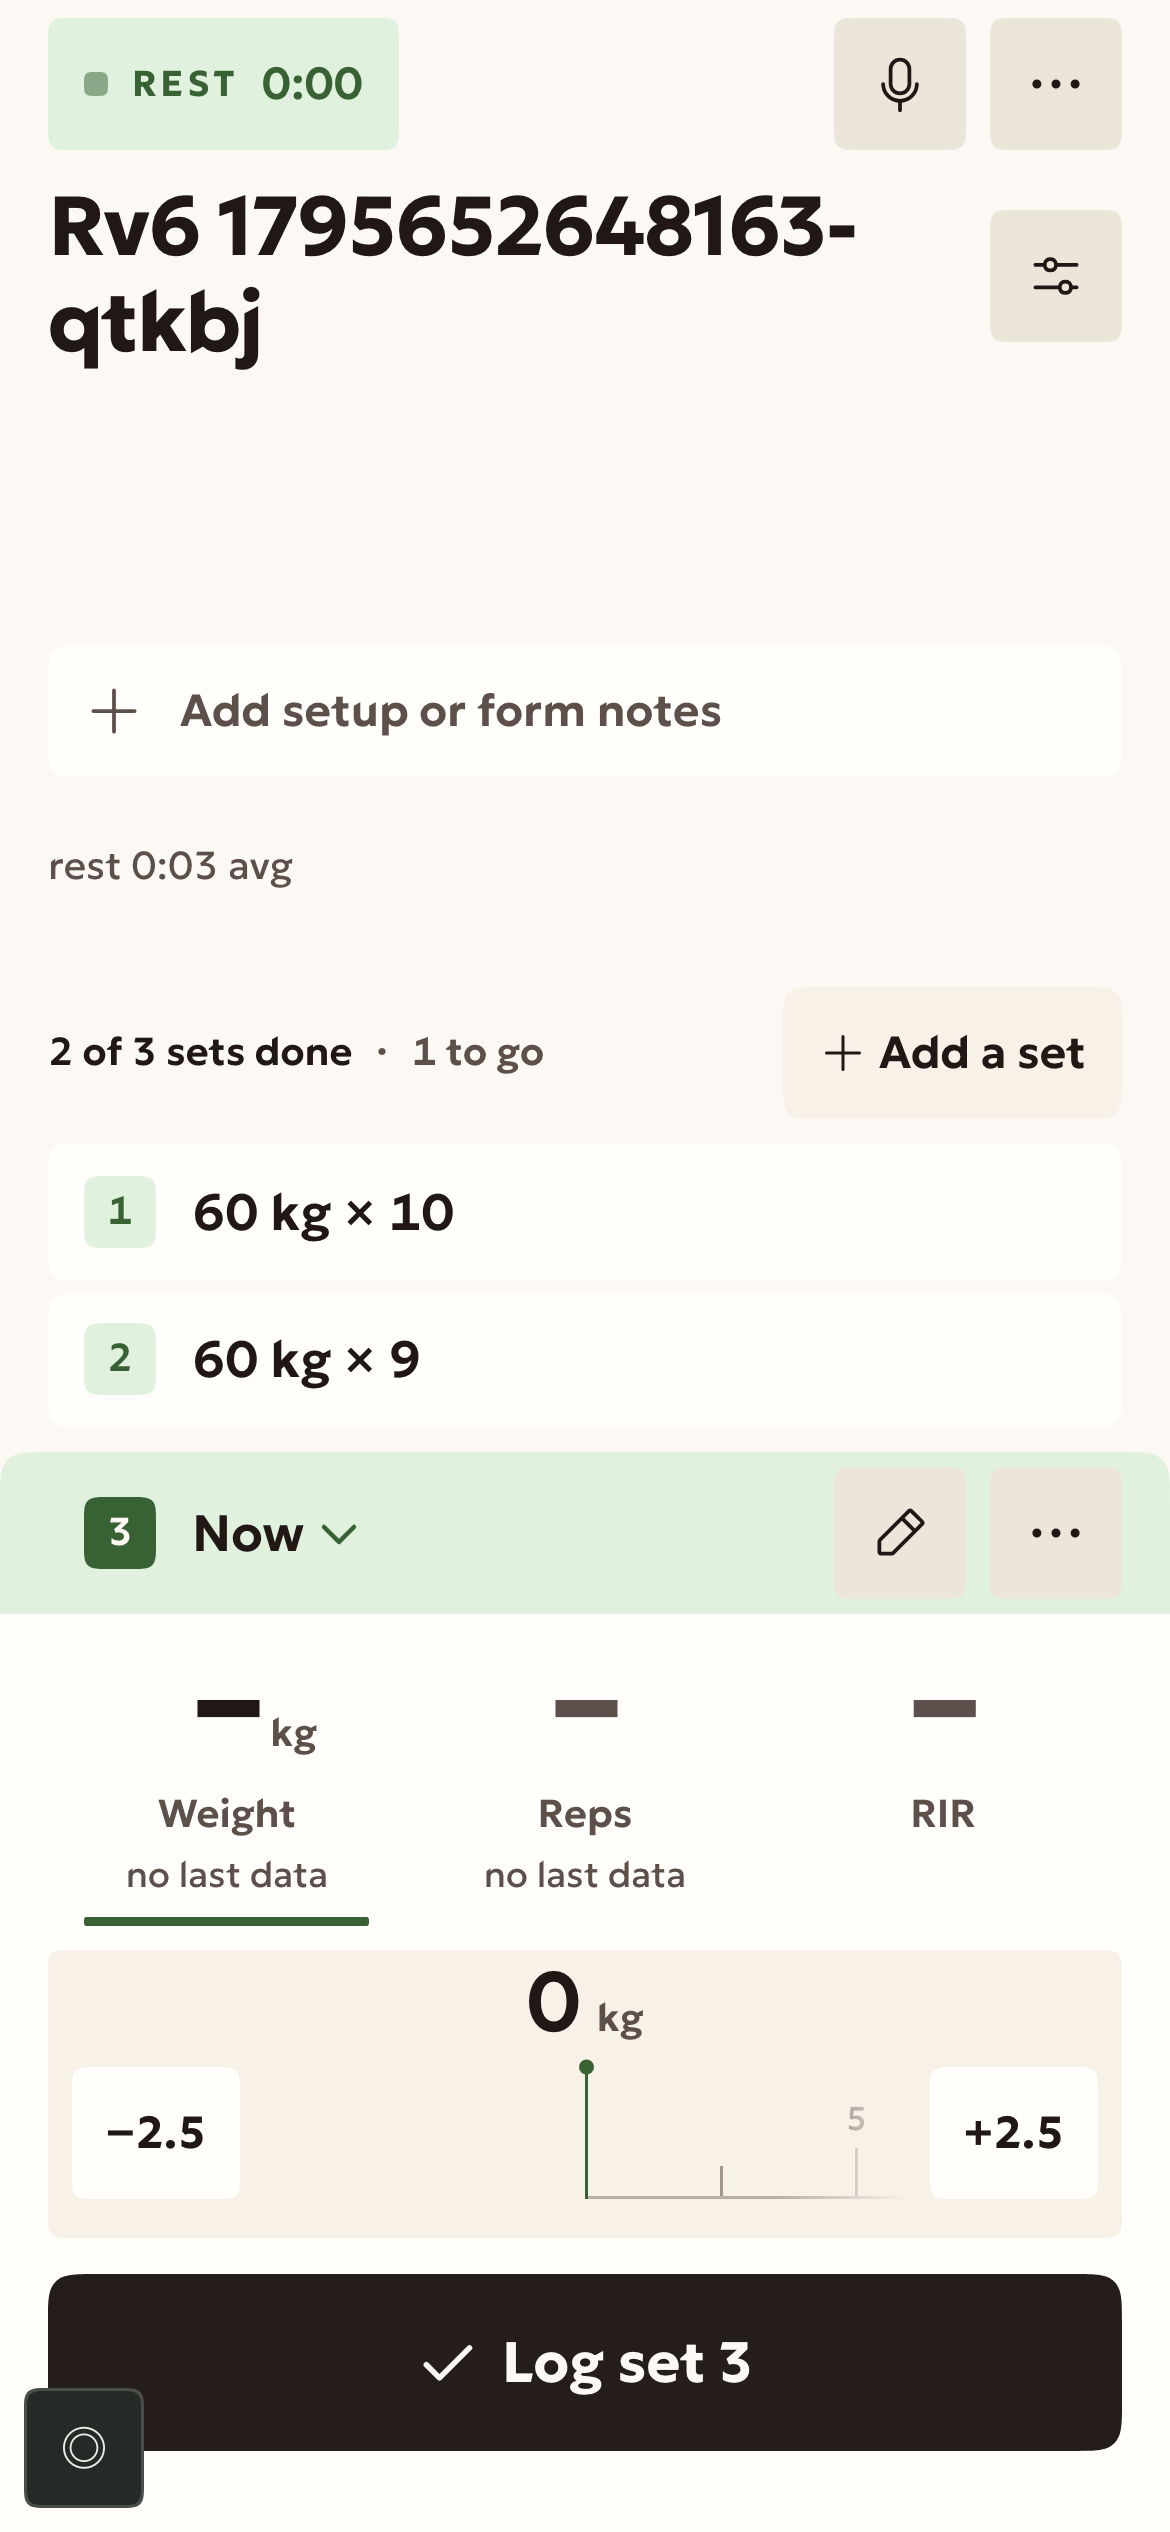 REST 0:00
Rv6 1795652648163-
qtkbj
Add setup or form notes
rest 0:03 avg
2 of 3 sets done · 1 to go
Add a set
1 60 kg × 10
2 60 kg × 9
3 Now
– kg – –
Weight Reps RIR
no last data no last data
0 kg
5
−2.5 +2.5
Log set 3